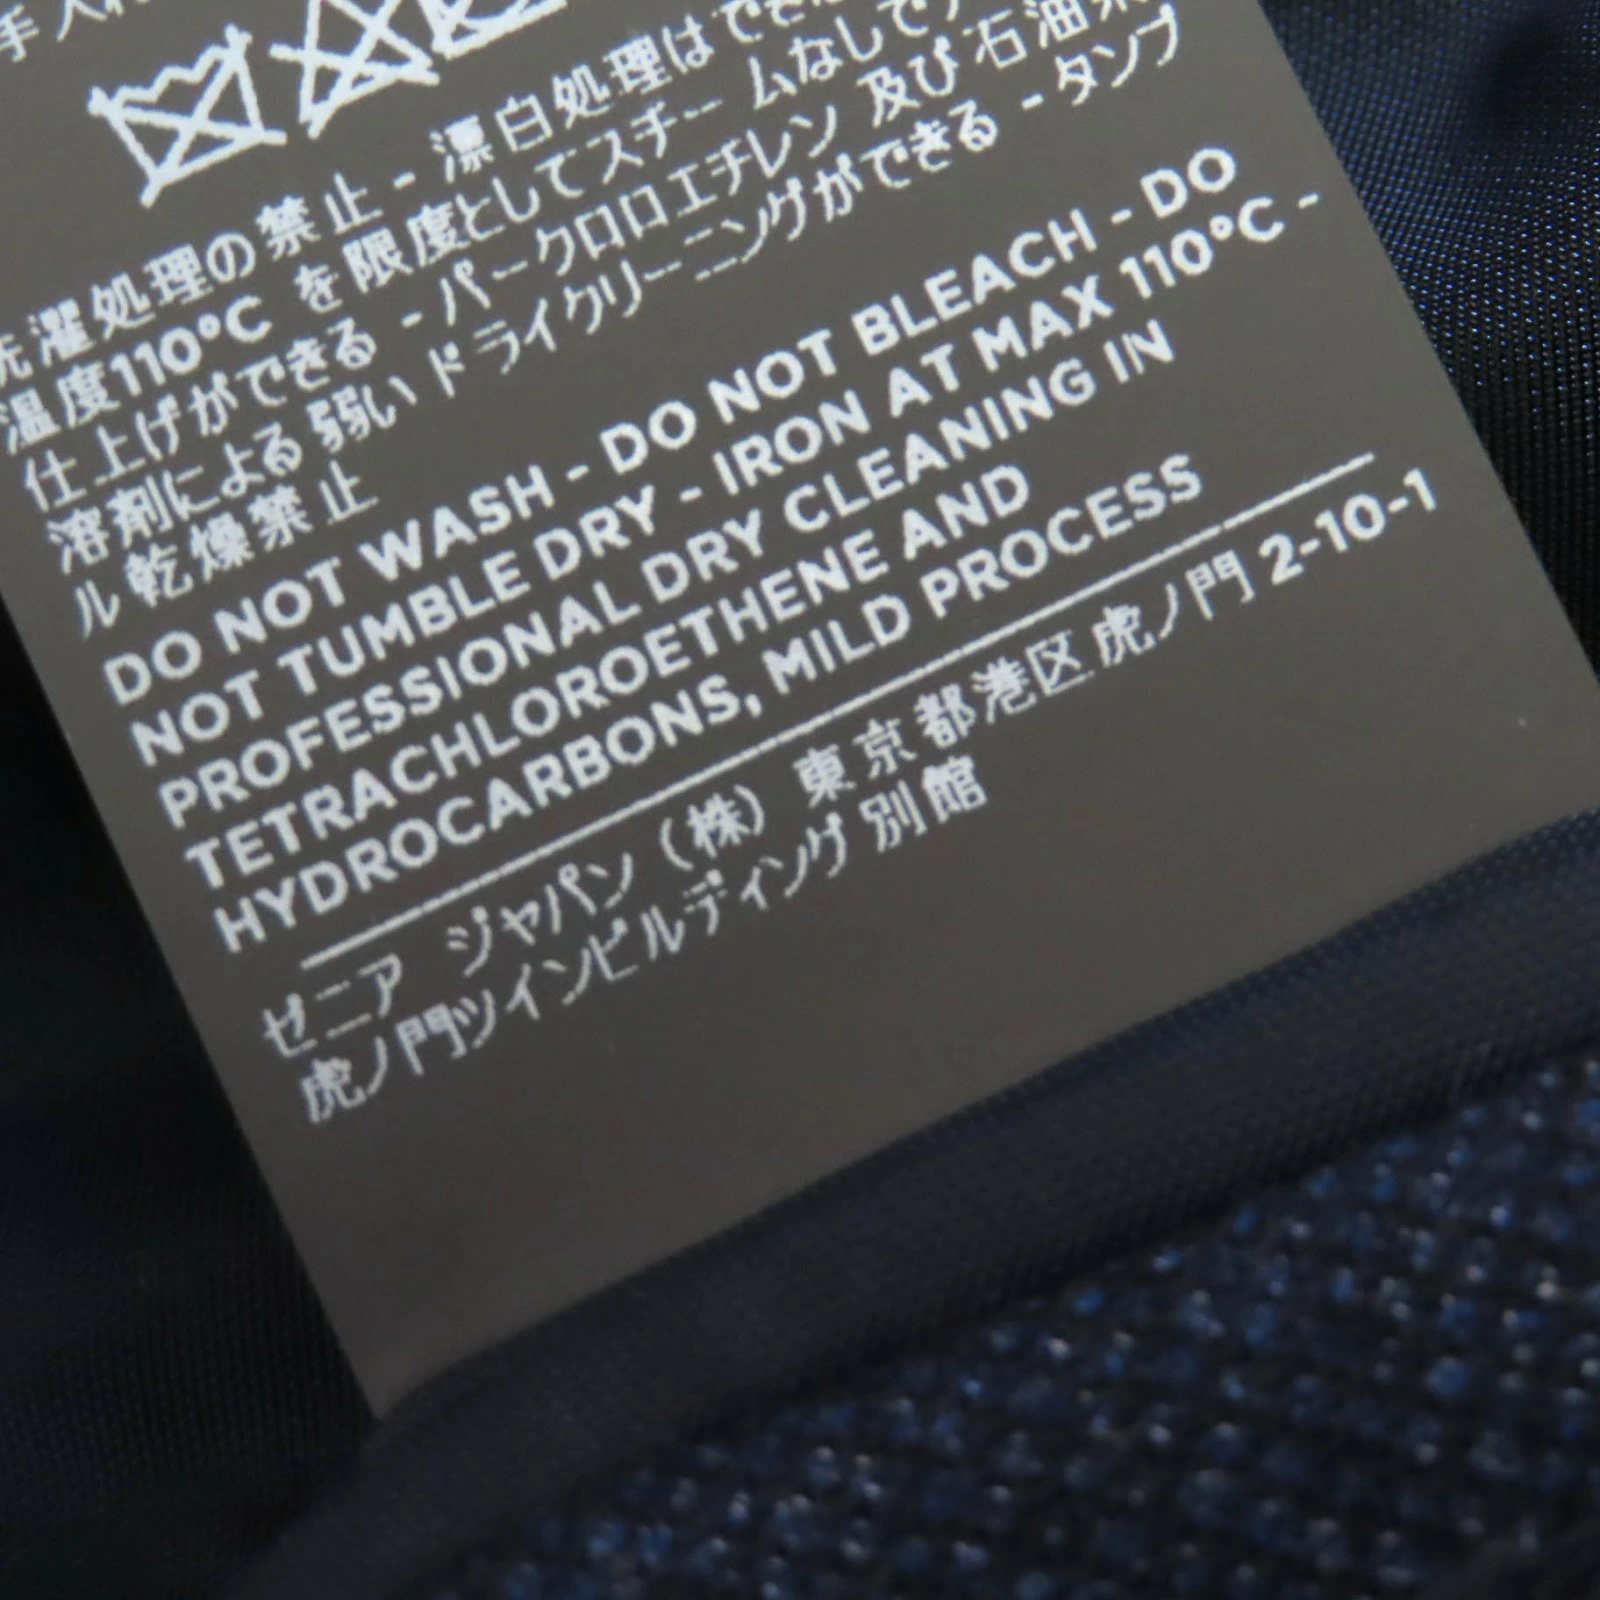 手入れ
洗濯処理の禁止 - 漂白処理はでき
温度110°C を限度としてスチームなしで
仕上げができる - パークロロエチレン 及び 石油系
溶剤による 弱い ドライクリーニングができる - タンブ
ル 乾燥禁止
DO NOT WASH - DO NOT BLEACH - DO
NOT TUMBLE DRY - IRON AT MAX 110°C -
PROFESSIONAL DRY CLEANING IN
TETRACHLOROETHENE AND
HYDROCARBONS, MILD PROCESS
ゼニア ジャパン (株) 東京都港区 虎ノ門 2-10-1
虎ノ門ツインビルディング 別館